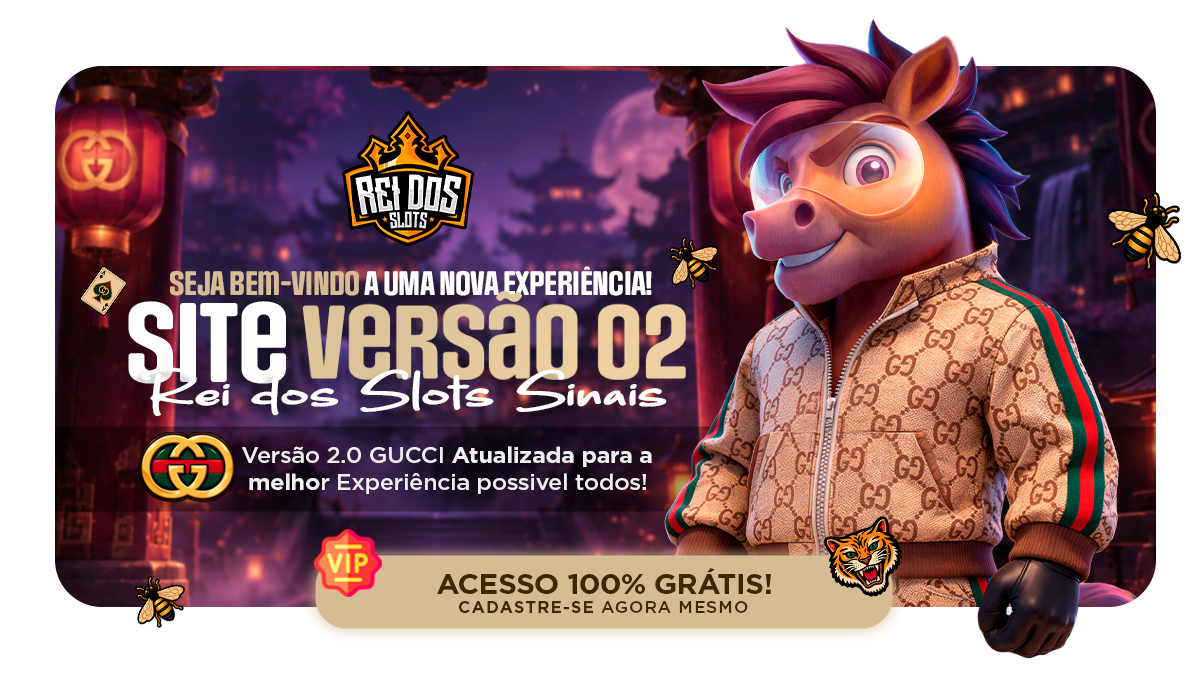 REI DOS
SLOTS
SEJA BEM-VINDO A UMA NOVA EXPERIÊNCIA!
SITE VERSÃO 02
Rei dos Slots Sinais
Versão 2.0 GUCCI Atualizada para a
melhor Experiência possivel todos!
VIP
ACESSO 100% GRÁTIS!
CADASTRE-SE AGORA MESMO